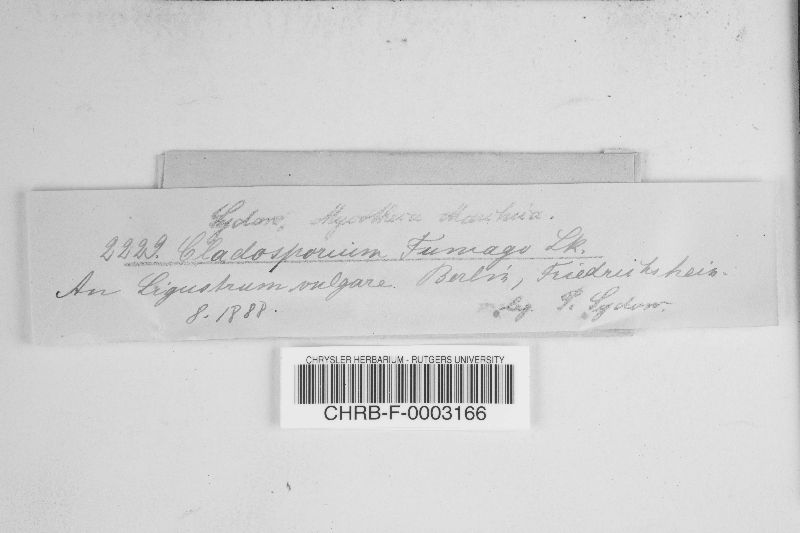 Sydow, Mycotheca Marchica.
2229. Cladosporium Fumago Lk.
An Ligustrum vulgare. Berlin, Friedrichshein.
8. 1888. leg. P. Sydow.
CHRYSLER HERBARIUM - RUTGERS UNIVERSITY
CHRB-F-0003166